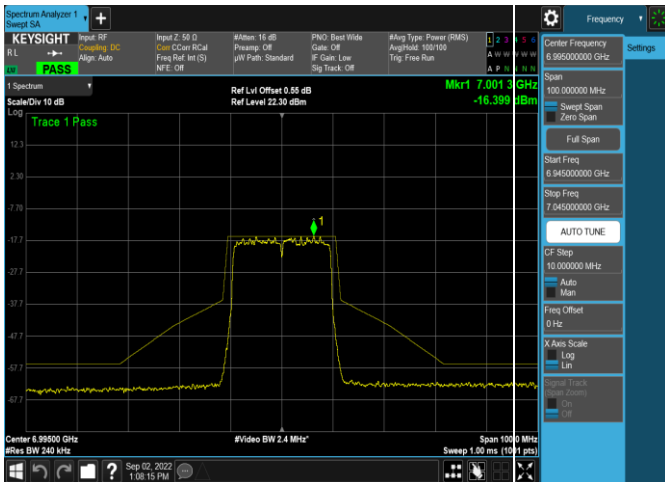 Spectrum Analyzer 1
Swept SA
Frequency
KEYSIGHT
R L
LV
PASS
Input: RF
Coupling: DC
Align: Auto
Input Z: 50 Ω
Corr CCorr RCal
Freq Ref: Int (S)
NFE: Off
#Atten: 16 dB
Preamp: Off
µW Path: Standard
PNO: Best Wide
Gate: Off
IF Gain: Low
Sig Track: Off
#Avg Type: Power (RMS)
Avg|Hold: 100/100
Trig: Free Run
1 2 3 4 5 6
A W W W W W
A P N N N N
1 Spectrum
Scale/Div 10 dB
Log
Ref Lvl Offset 0.55 dB
Ref Level 22.30 dBm
Mkr1 7.001 3 GHz
-16.399 dBm
Trace 1 Pass
12.3
2.30
-7.70
-17.7
-27.7
-37.7
-47.7
-57.7
-67.7
1
Center 6.99500 GHz
#Res BW 240 kHz
#Video BW 2.4 MHz*
Span 100.0 MHz
Sweep 1.00 ms (1001 pts)
Sep 02, 2022
1:08:15 PM
?
Center Frequency
6.995000000 GHz
Settings
Span
100.000000 MHz
Swept Span
Zero Span
Full Span
Start Freq
6.945000000 GHz
Stop Freq
7.045000000 GHz
AUTO TUNE
CF Step
10.000000 MHz
Auto
Man
Freq Offset
0 Hz
X Axis Scale
Log
Lin
Signal Track
(Span Zoom)
On
Off